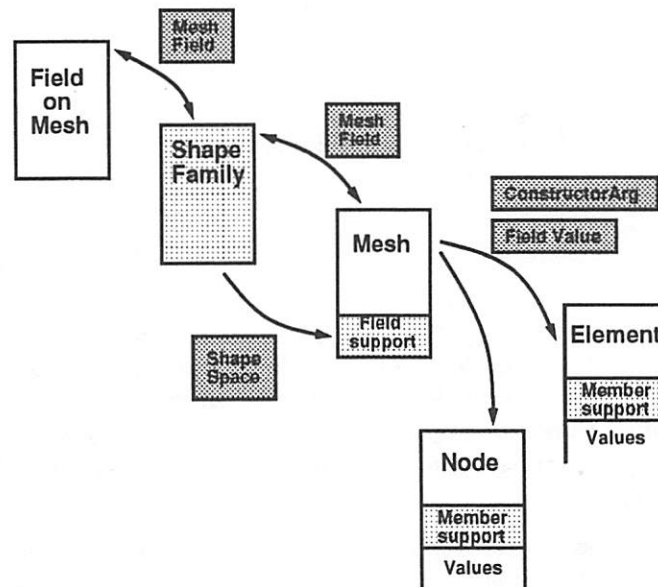 Mesh
Field
Field
on
Mesh
Shape
Family
Mesh
Field
ConstructorArg
Field Value
Mesh
Field
support
Shape
Space
Element
Member
support
Values
Node
Member
support
Values